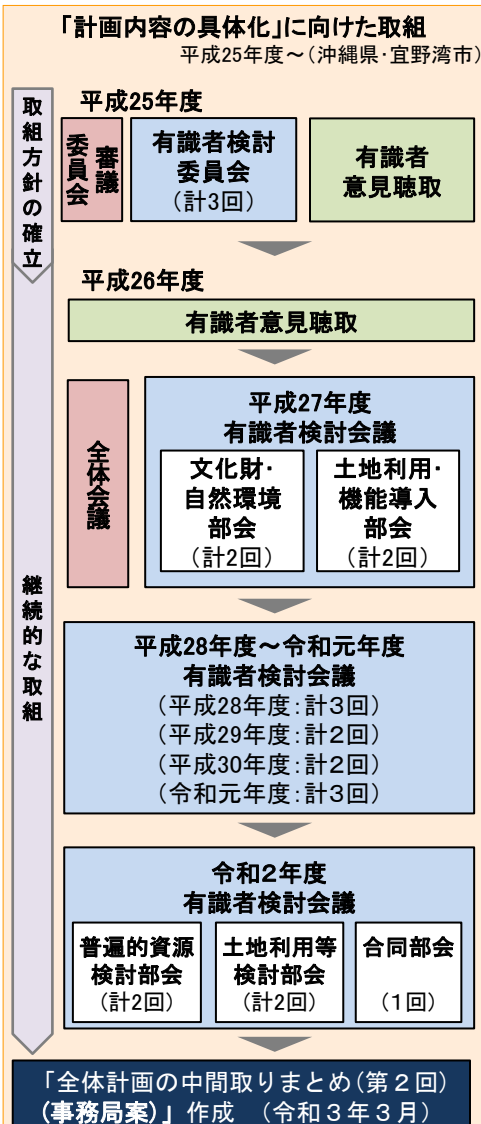 「計画内容の具体化」に向けた取組
平成25年度～（沖縄県・宜野湾市）
取組方針の確立
平成25年度
審議
委員会
有識者検討
委員会
（計3回）
有識者
意見聴取
平成26年度
有識者意見聴取
継続的な取組
全体会議
平成27年度
有識者検討会議
文化財・
自然環境
部会
（計2回）
土地利用・
機能導入
部会
（計2回）
平成28年度～令和元年度
有識者検討会議
（平成28年度：計３回）
（平成29年度：計２回）
（平成30年度：計２回）
（令和元年度：計３回）
令和２年度
有識者検討会議
普遍的資源
検討部会
（計2回）
土地利用等
検討部会
（計2回）
合同部会
（１回）
「全体計画の中間取りまとめ（第２回）
（事務局案）」作成　（令和３年３月）